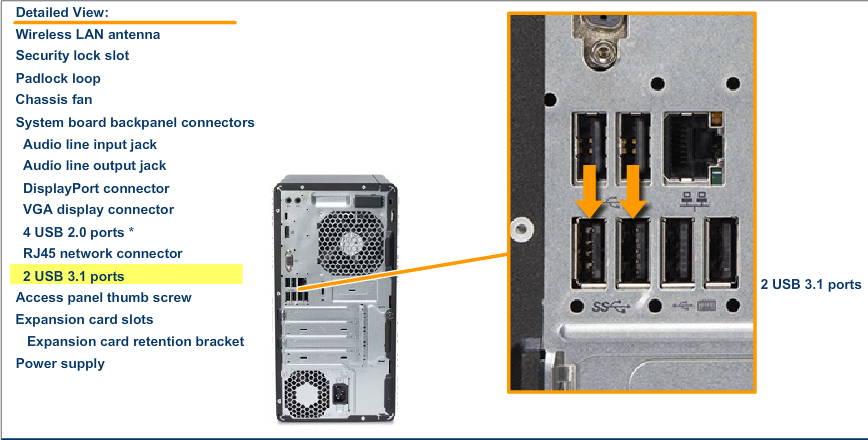 Detailed View:
Wireless LAN antenna
Security lock slot
Padlock loop
Chassis fan
System board backpanel connectors
Audio line input jack
Audio line output jack
DisplayPort connector
VGA display connector
4 USB 2.0 ports *
RJ45 network connector
2 USB 3.1 ports
Access panel thumb screw
Expansion card slots
Expansion card retention bracket
Power supply
SS
2 USB 3.1 ports